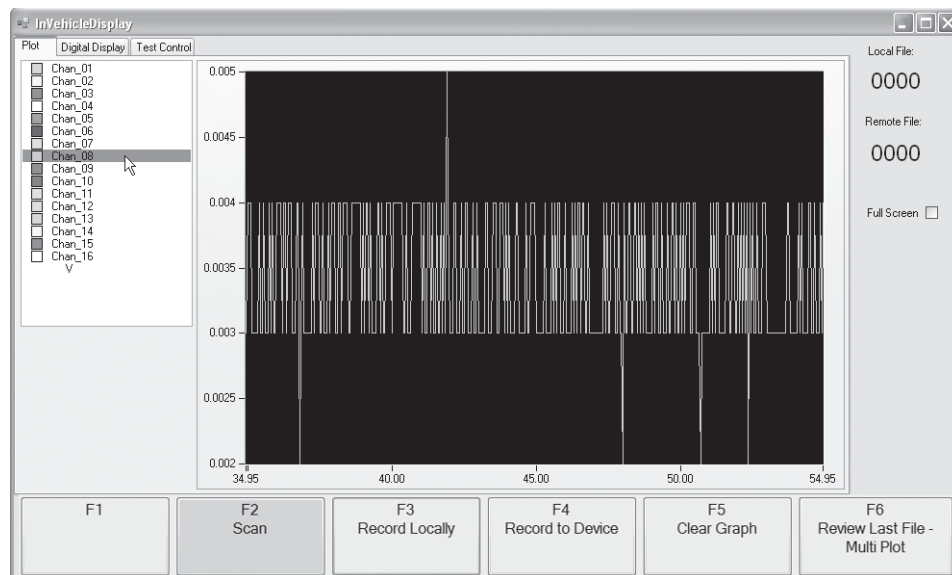 InVehicleDisplay
Plot Digital Display Test Control
Chan_01
Chan_02
Chan_03
Chan_04
Chan_05
Chan_06
Chan_07
Chan_08
Chan_09
Chan_10
Chan_11
Chan_12
Chan_13
Chan_14
Chan_15
Chan_16
V
0.005
0.0045
0.004
0.0035
0.003
0.0025
0.002
34.95 40.00 45.00 50.00 54.95
Local File:
0000
Remote File:
0000
Full Screen
F1
F2
Scan
F3
Record Locally
F4
Record to Device
F5
Clear Graph
F6
Review Last File -
Multi Plot